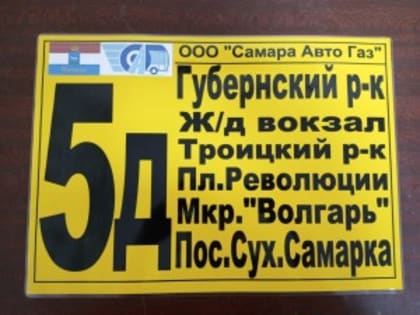 ООО "Самара Авто Газ"
5д
Губернский р-к
Ж/д вокзал
Троицкий р-к
Пл.Революции
Мкр."Волгарь"
Пос.Сух.Самарка